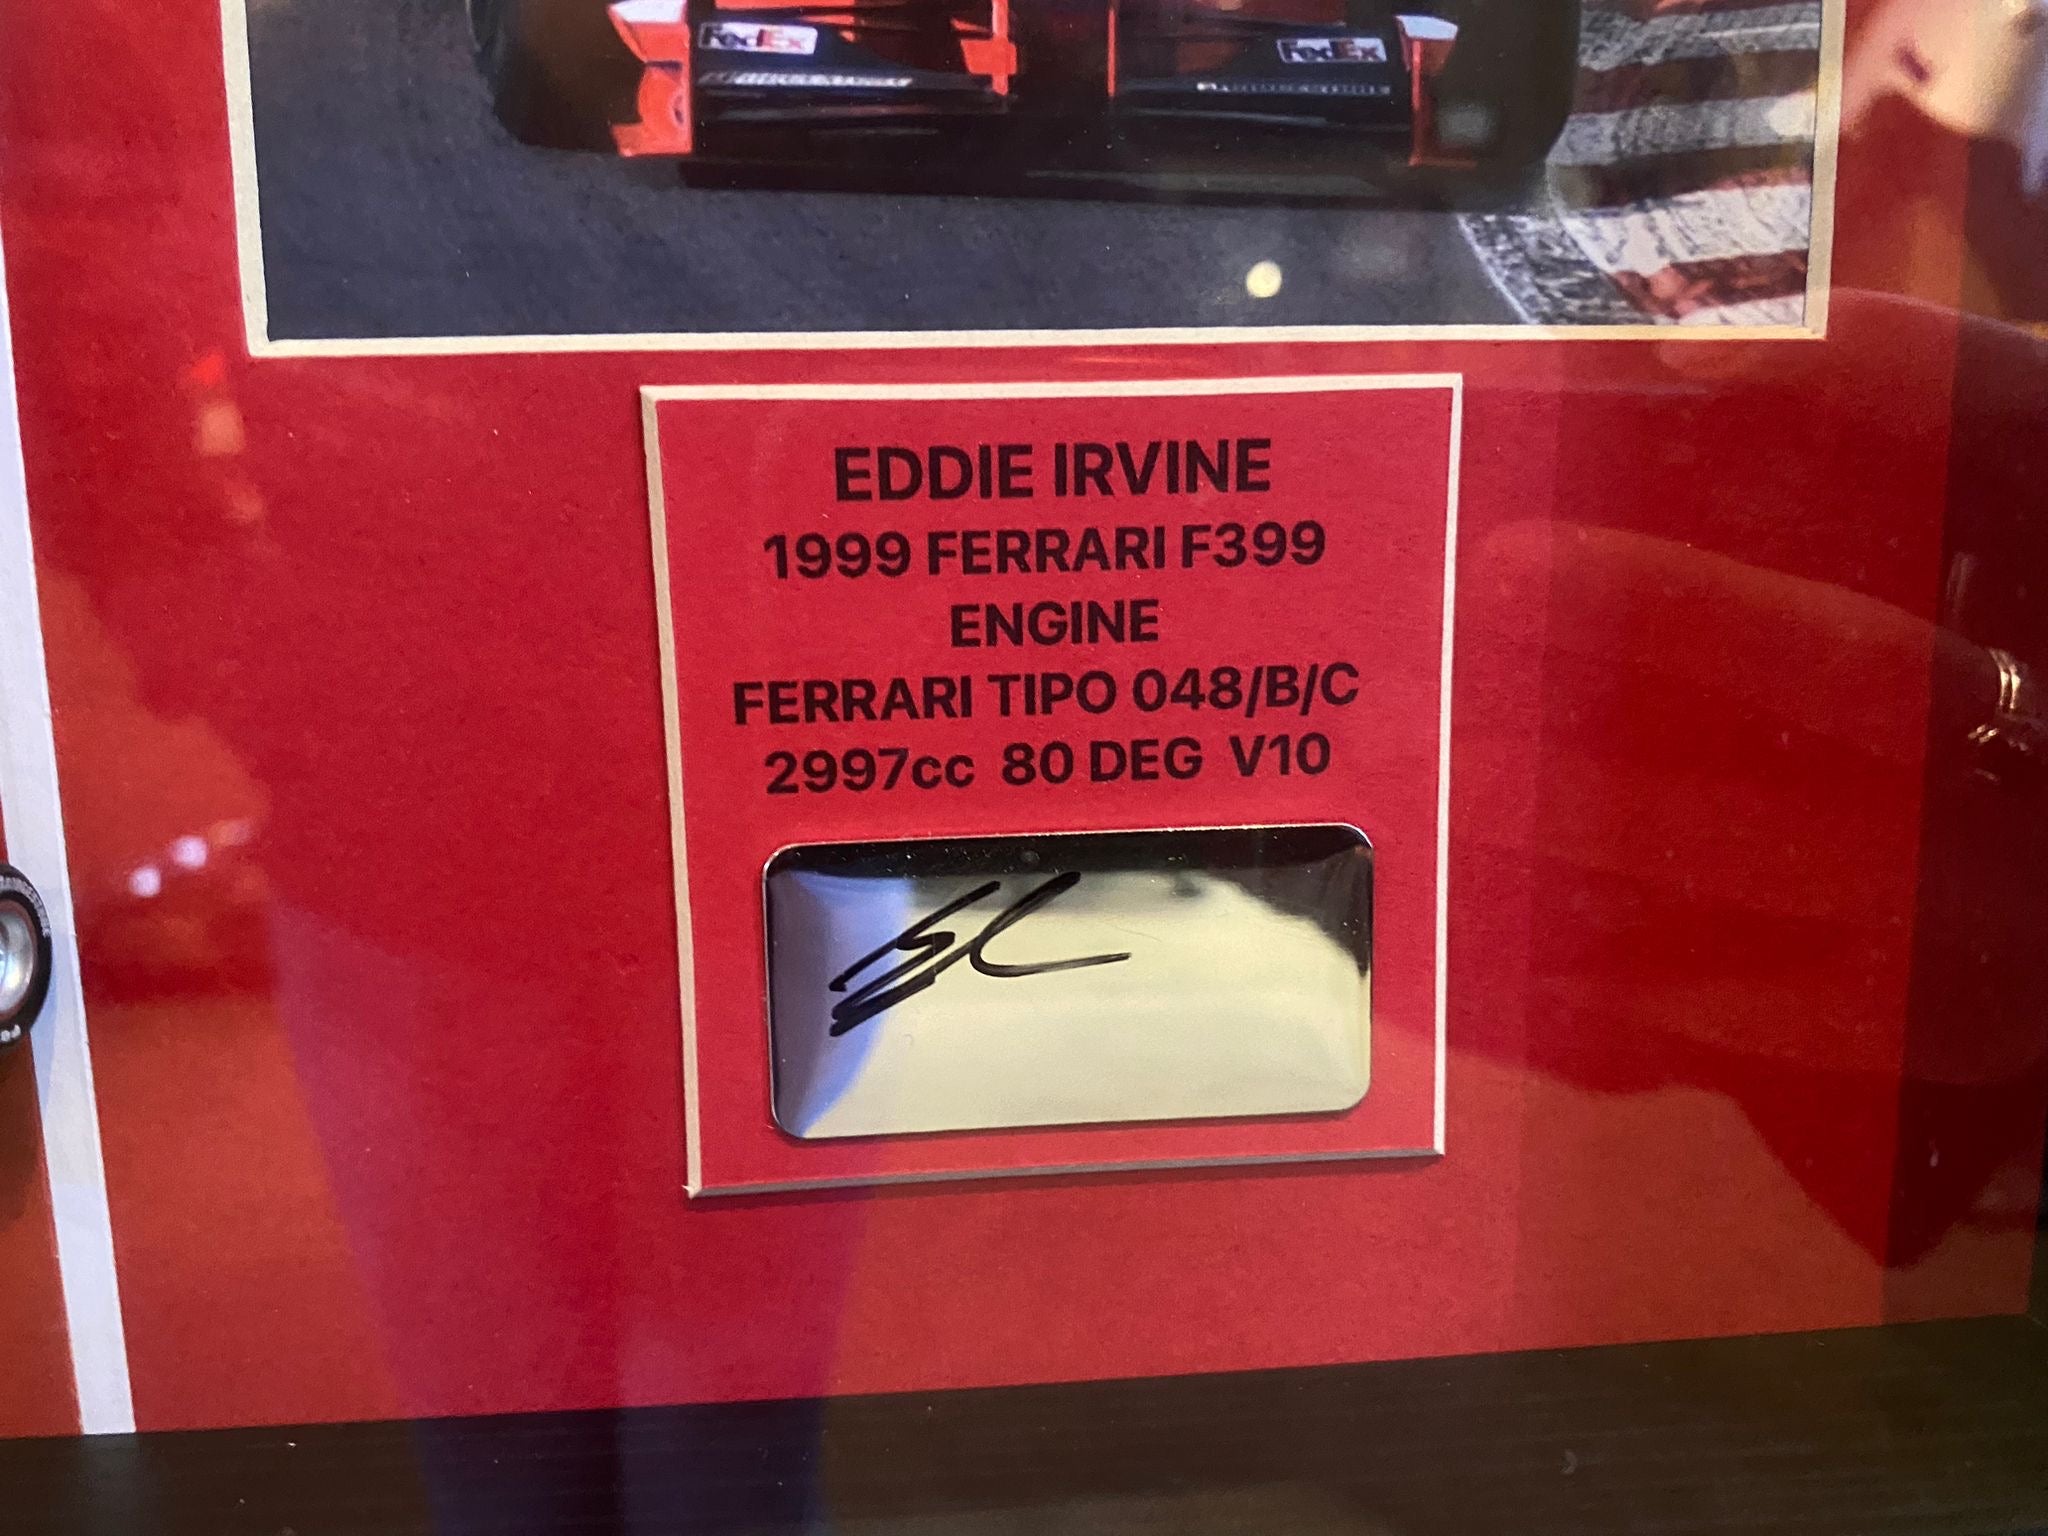 FedEx
FedEx
EDDIE IRVINE
1999 FERRARI F399
ENGINE
FERRARI TIPO 048/B/C
2997cc 80 DEG V10